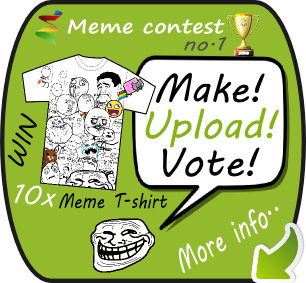 Meme contest
no.1
Make!
Upload!
Vote!
WIN
10x Meme T-shirt
More info..